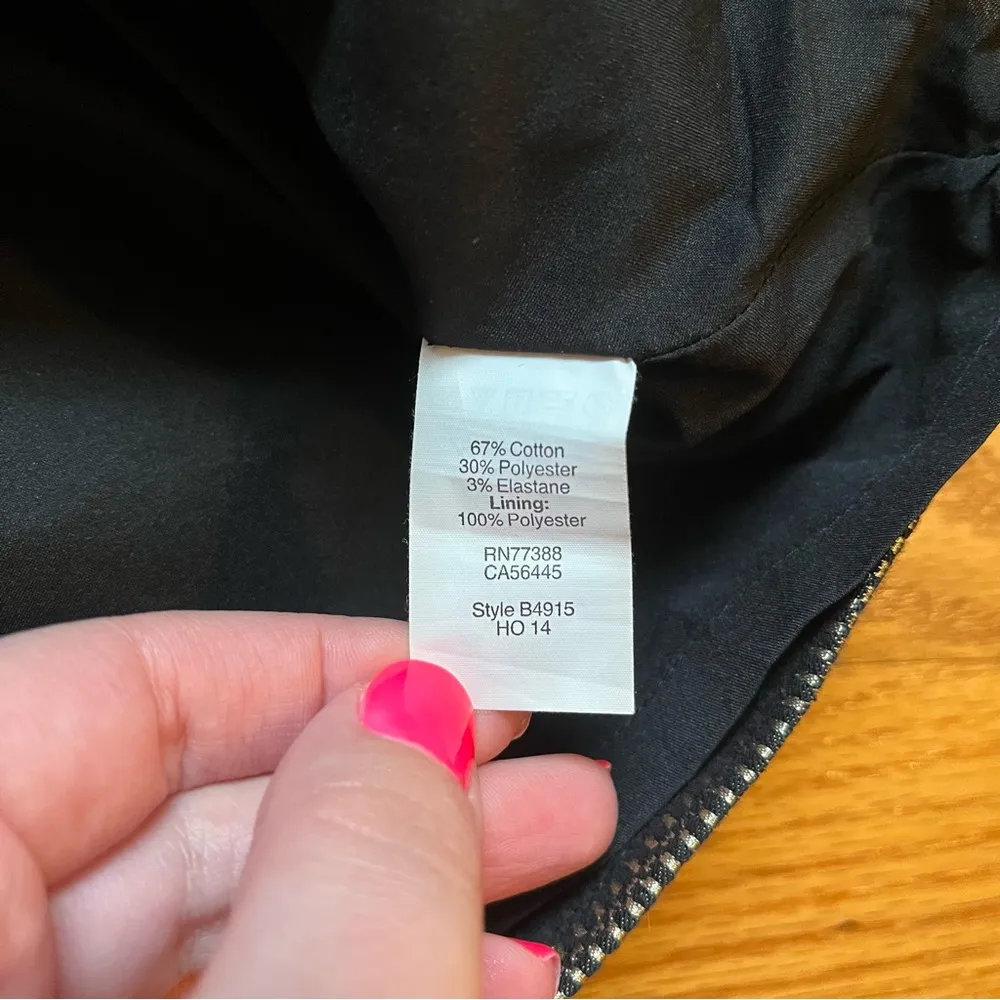 67% Cotton
30% Polyester
3% Elastane
Lining:
100% Polyester
RN77388
CA56445
Style B4915
HO 14